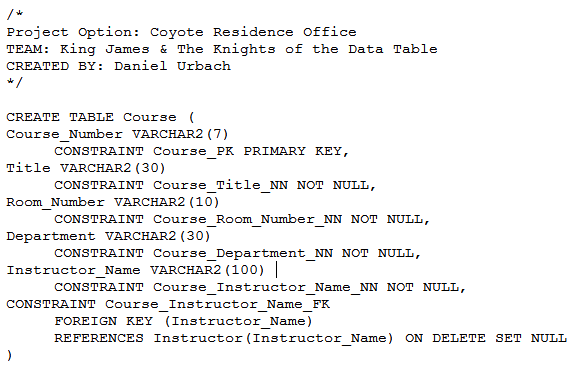 /*
Project Option: Coyote Residence Office
TEAM: King James & The Knights of the Data Table
CREATED BY: Daniel Urbach
*/

CREATE TABLE Course (
Course_Number VARCHAR2(7)
CONSTRAINT Course_PK PRIMARY KEY,
Title VARCHAR2(30)
CONSTRAINT Course_Title_NN NOT NULL,
Room_Number VARCHAR2(10)
CONSTRAINT Course_Room_Number_NN NOT NULL,
Department VARCHAR2(30)
CONSTRAINT Course_Department_NN NOT NULL,
Instructor_Name VARCHAR2(100)
CONSTRAINT Course_Instructor_Name_NN NOT NULL,
CONSTRAINT Course_Instructor_Name_FK
FOREIGN KEY (Instructor_Name)
REFERENCES Instructor(Instructor_Name) ON DELETE SET NULL
)